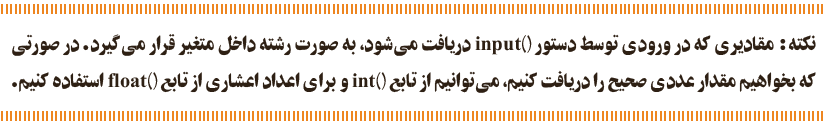 نکته: مقادیری که در ورودی توسط دستور input() دریافت می‌شود، به صورت رشته داخل متغیر قرار می‌گیرد. در صورتی
که بخواهیم مقدار عددی صحیح را دریافت کنیم، می‌توانیم از تابع int() و برای اعداد اعشاری از تابع float() استفاده کنیم.